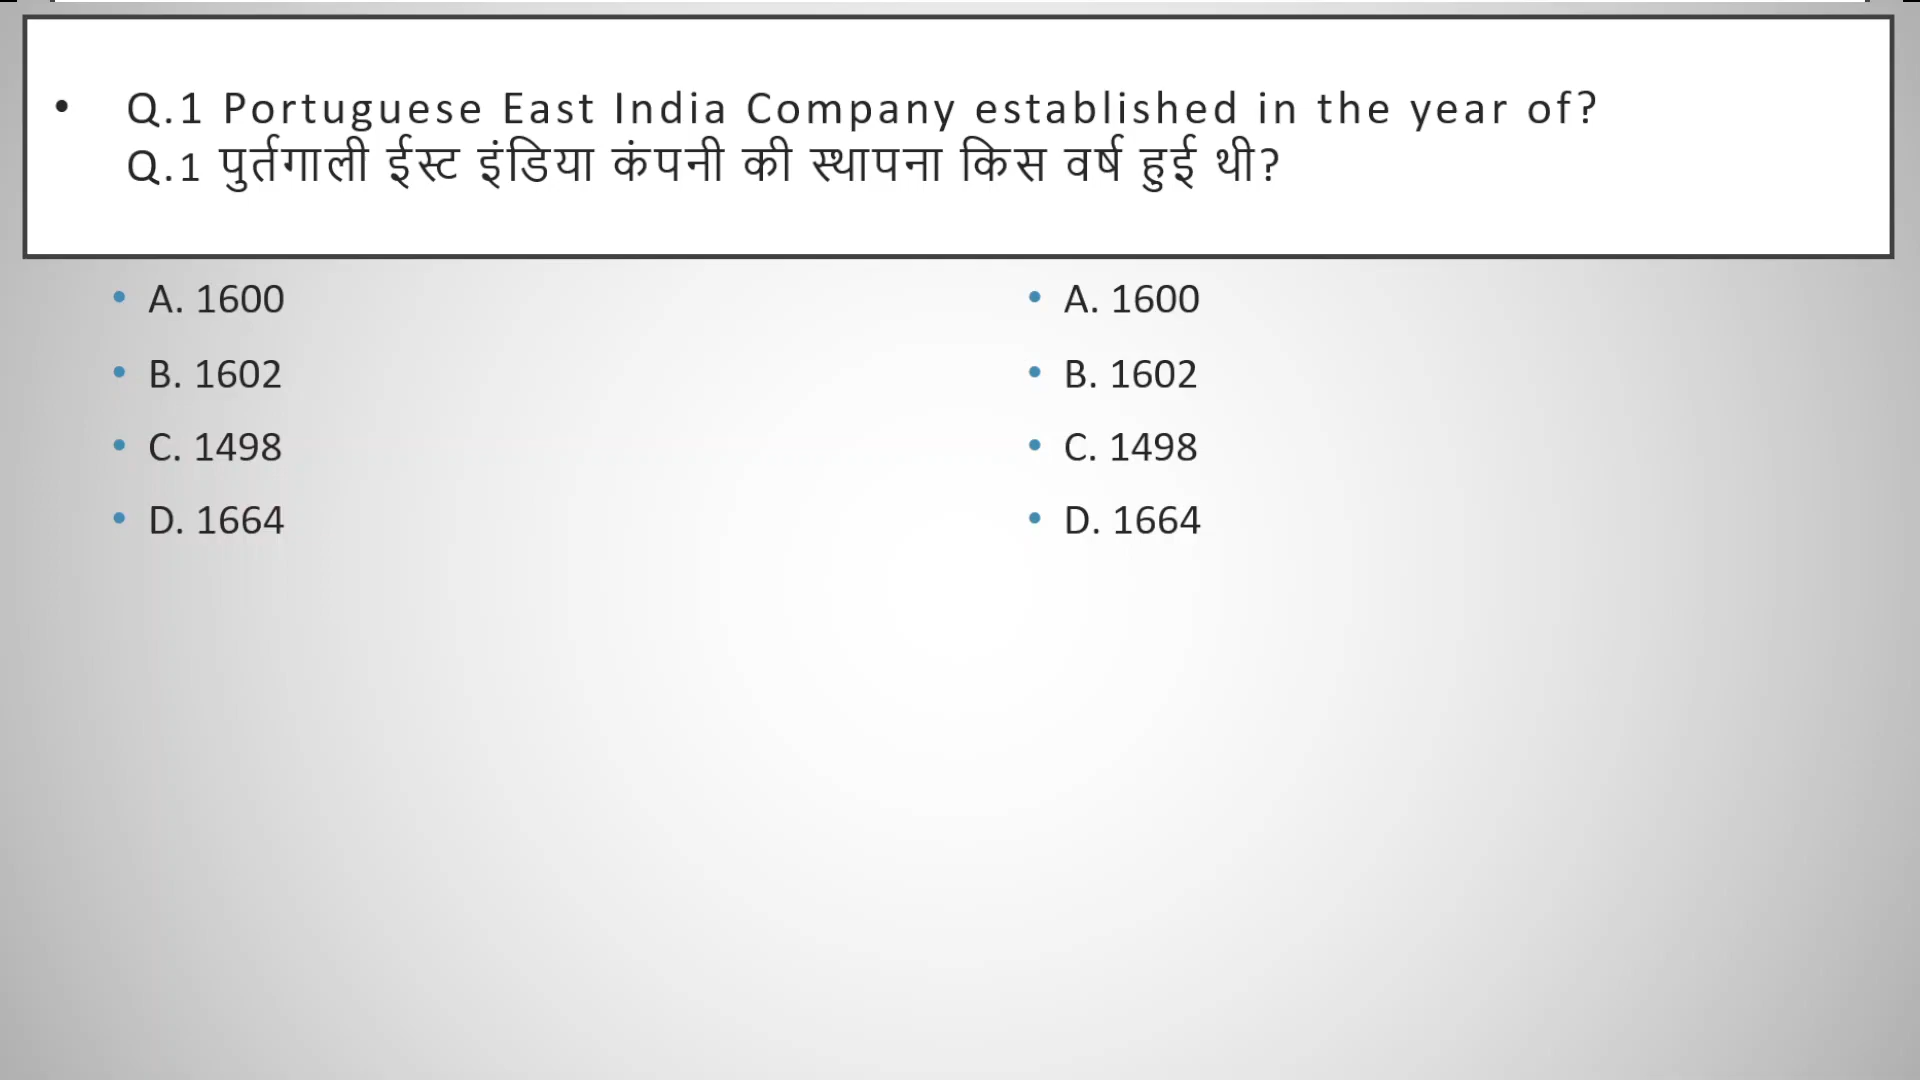 • Q.1 Portuguese East India Company established in the year of?
Q.1 पुर्तगाली ईस्ट इंडिया कंपनी की स्थापना किस वर्ष हुई थी?
• A. 1600
• B. 1602
• C. 1498
• D. 1664
• A. 1600
• B. 1602
• C. 1498
• D. 1664